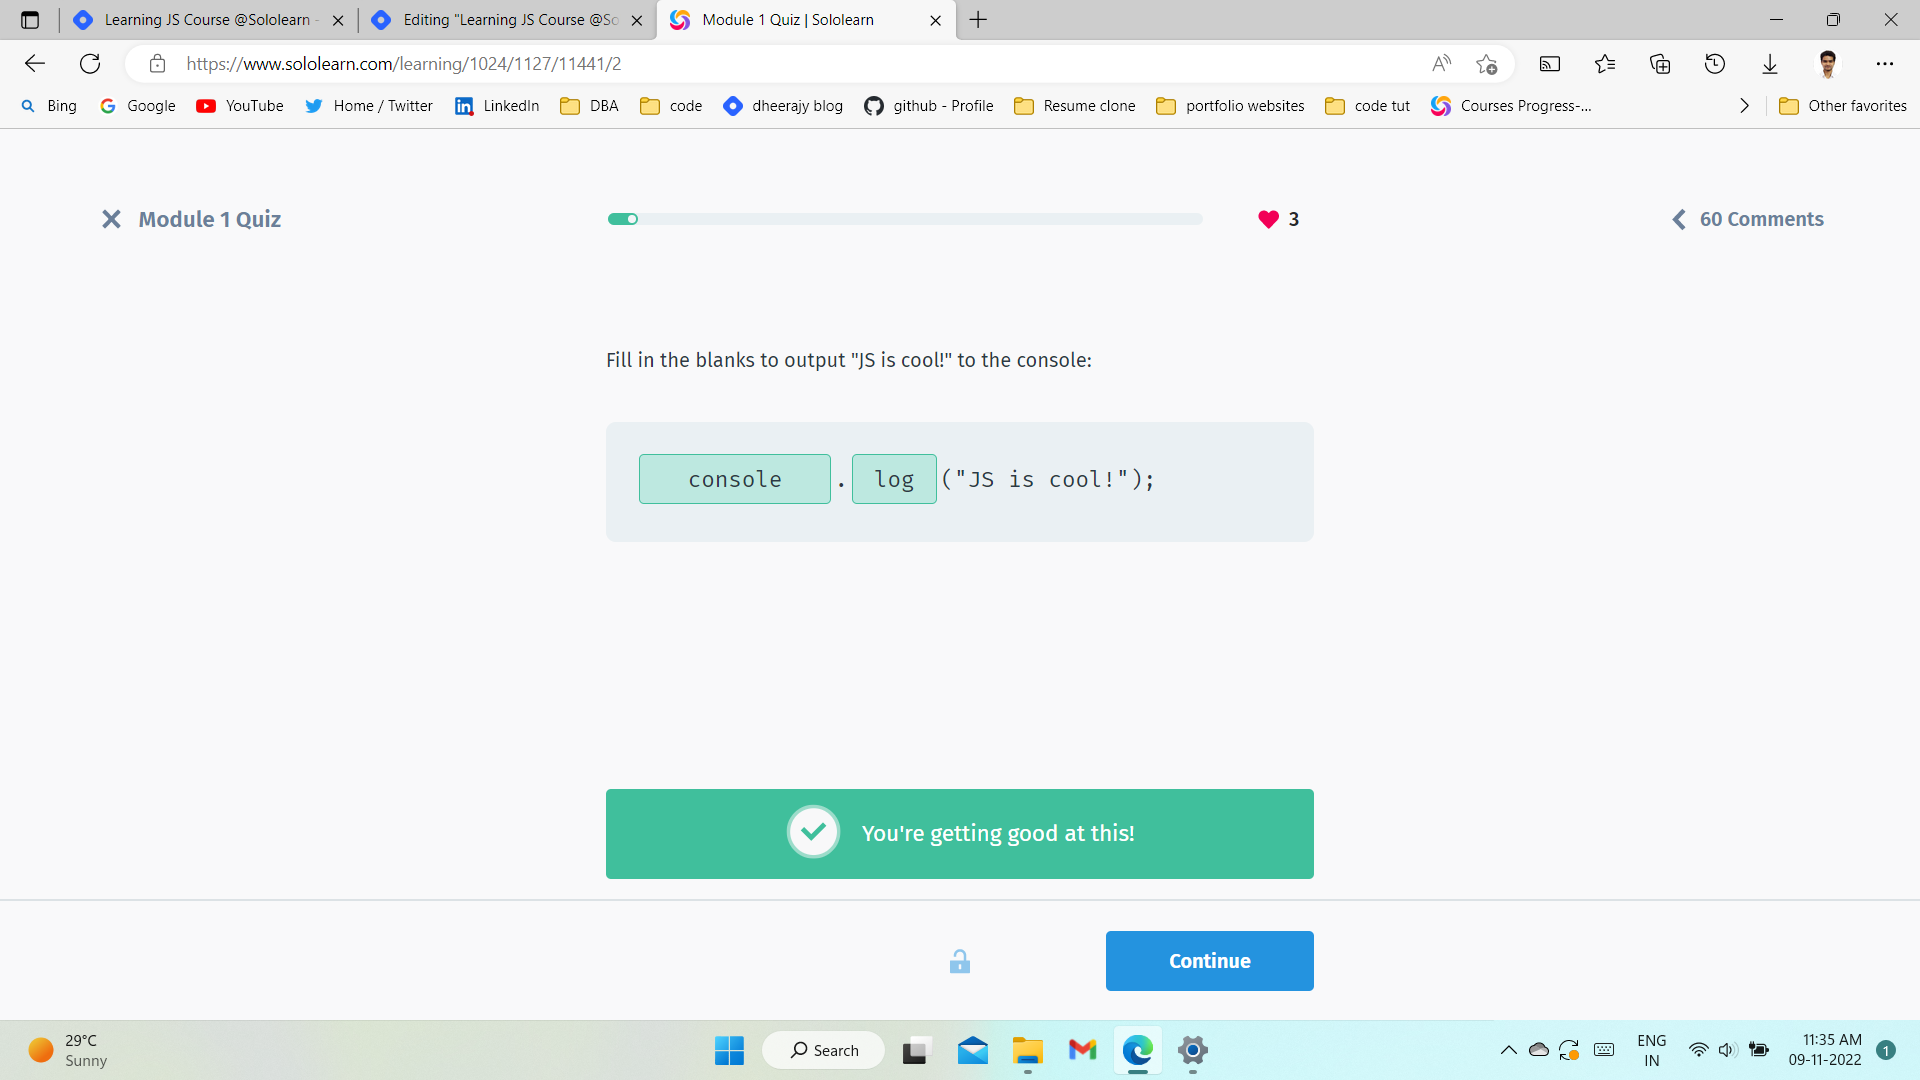 Learning JS Course @Sololearn -
Editing "Learning JS Course @So
Module 1 Quiz | Sololearn
https://www.sololearn.com/learning/1024/1127/11441/2
Bing
Google
YouTube
Home / Twitter
LinkedIn
DBA
code
dheerajy blog
github - Profile
Resume clone
portfolio websites
code tut
Courses Progress-...
Other favorites
Module 1 Quiz
3
60 Comments
Fill in the blanks to output "JS is cool!" to the console:
console.log("JS is cool!");
You're getting good at this!
Continue
29°C
Sunny
Search
ENG
IN
11:35 AM
09-11-2022
1